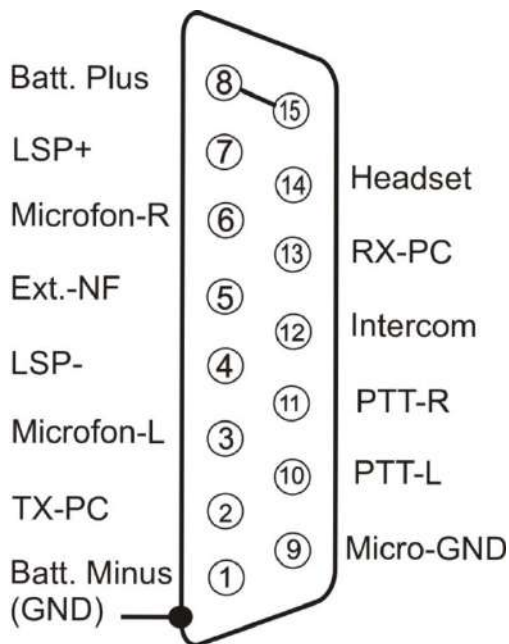 Batt. Plus
8
15
LSP+
7
14
Headset
Microfon-R
6
13
RX-PC
Ext.-NF
5
12
Intercom
LSP-
4
11
PTT-R
Microfon-L
3
10
PTT-L
TX-PC
2
9
Micro-GND
Batt. Minus
1
(GND)